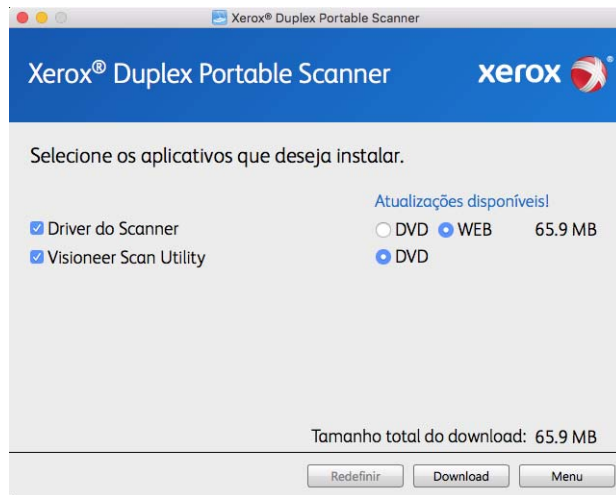 Xerox® Duplex Portable Scanner
Xerox® Duplex Portable Scanner
xerox ®
Selecione os aplicativos que deseja instalar.
Atualizações disponíveis!
Driver do Scanner DVD WEB 65.9 MB
Visioneer Scan Utility DVD
Tamanho total do download: 65.9 MB
Redefinir Download Menu